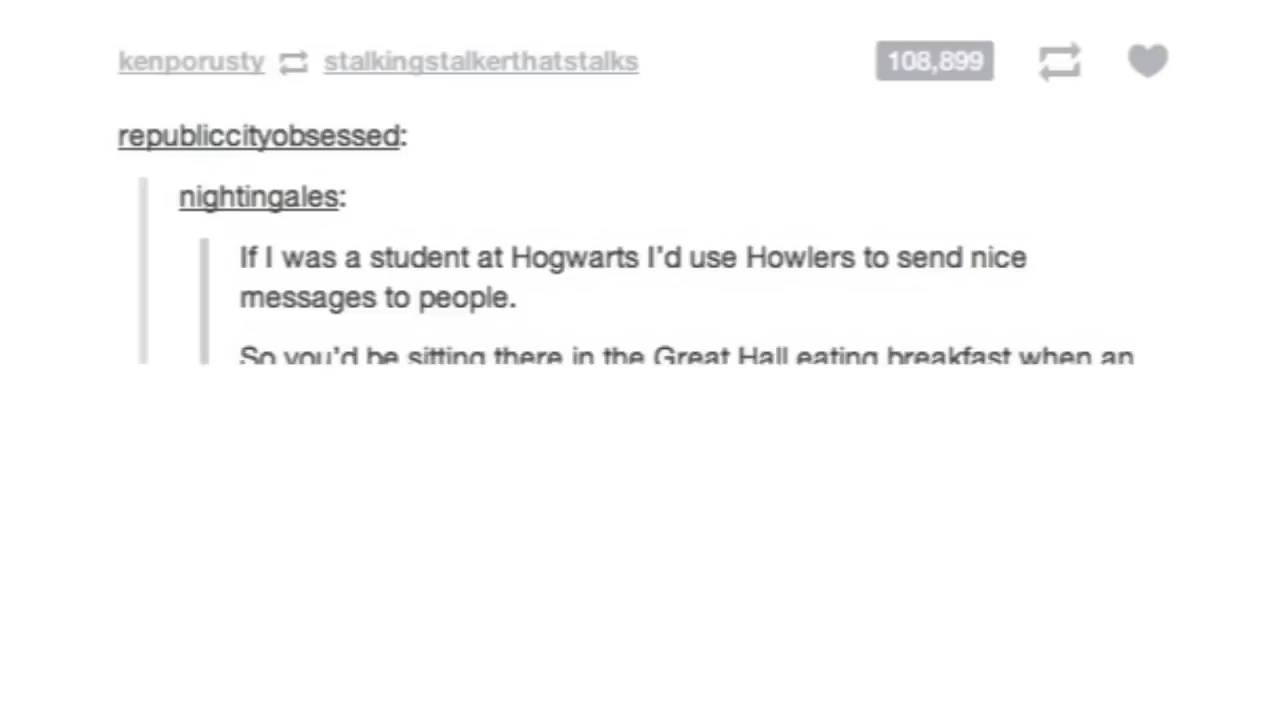 kenporusty stalkingstalkerthatstalks 108,899
republiccityobsessed:
nightingales:
If I was a student at Hogwarts I'd use Howlers to send nice
messages to people.
So you'd be sitting there in the Great Hall eating breakfast when an